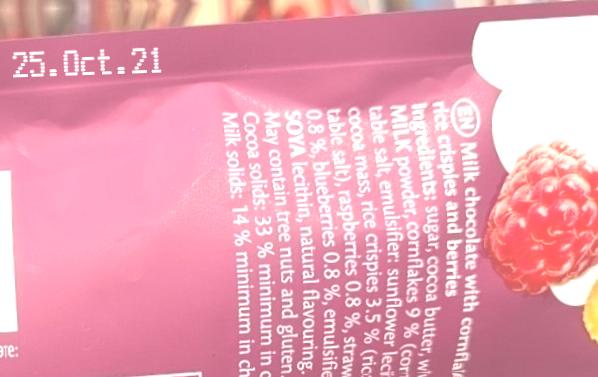 25.Oct.21
EN Milk chocolate with cornfla
rice crispies and berries
Ingredients: sugar, cocoa butter, w
MILK powder, cornflakes 9 % (cor
table salt, emulsifier: sunflower leci
cocoa mass, rice crispies 3,5 % (ric
table salt), raspberries 0.8 %, straw
0.8 %, blueberries 0.8 %, emulsifie
SOYA lecithin, natural flavouring.
May contain tree nuts and gluten.
Cocoa solids: 33 % minimum in c
Milk solids: 14 % minimum in ch